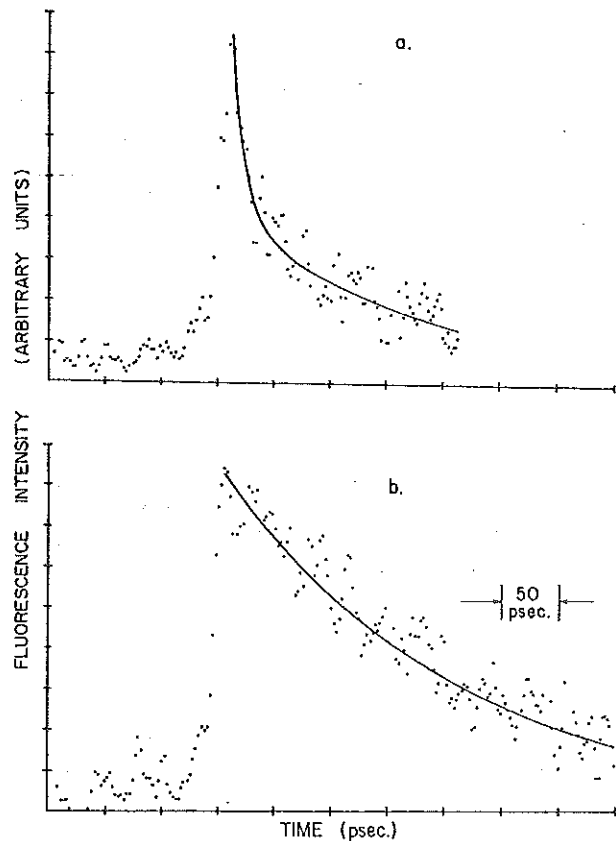 a.
(ARBITRARY UNITS)
FLUORESCENCE INTENSITY
b.
50
psec.
TIME (psec.)